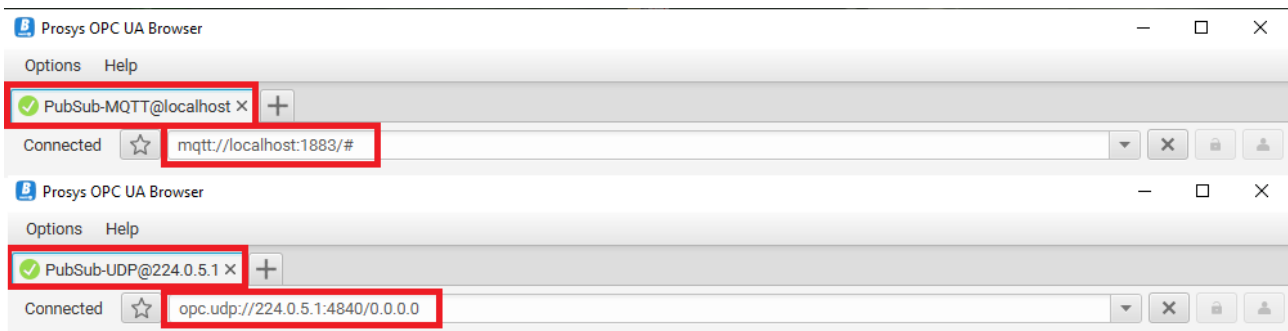 Prosys OPC UA Browser
Options Help
PubSub-MQTT@localhost
Connected mqtt://localhost:1883/#
Prosys OPC UA Browser
Options Help
PubSub-UDP@224.0.5.1
Connected opc.udp://224.0.5.1:4840/0.0.0.0